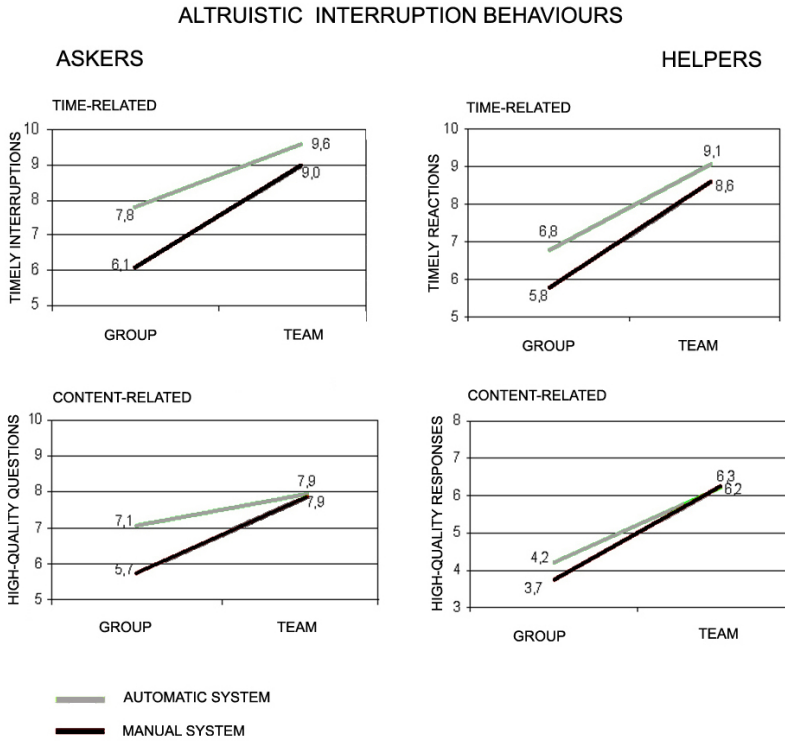 ALTRUISTIC INTERRUPTION BEHAVIOURS
ASKERS
HELPERS
TIME-RELATED
TIMELY INTERRUPTIONS
10
9
8
7
6
5
7,8
6,1
9,6
9,0
GROUP TEAM
TIME-RELATED
TIMELY REACTIONS
10
9
8
7
6
5
6,8
5,8
9,1
8,6
GROUP TEAM
CONTENT-RELATED
HIGH-QUALITY QUESTIONS
10
9
8
7
6
5
7,1
5,7
7,9
7,9
GROUP TEAM
CONTENT-RELATED
HIGH-QUALITY RESPONSES
8
7
6
5
4
3
4,2
3,7
6,3
6,2
GROUP TEAM
AUTOMATIC SYSTEM
MANUAL SYSTEM